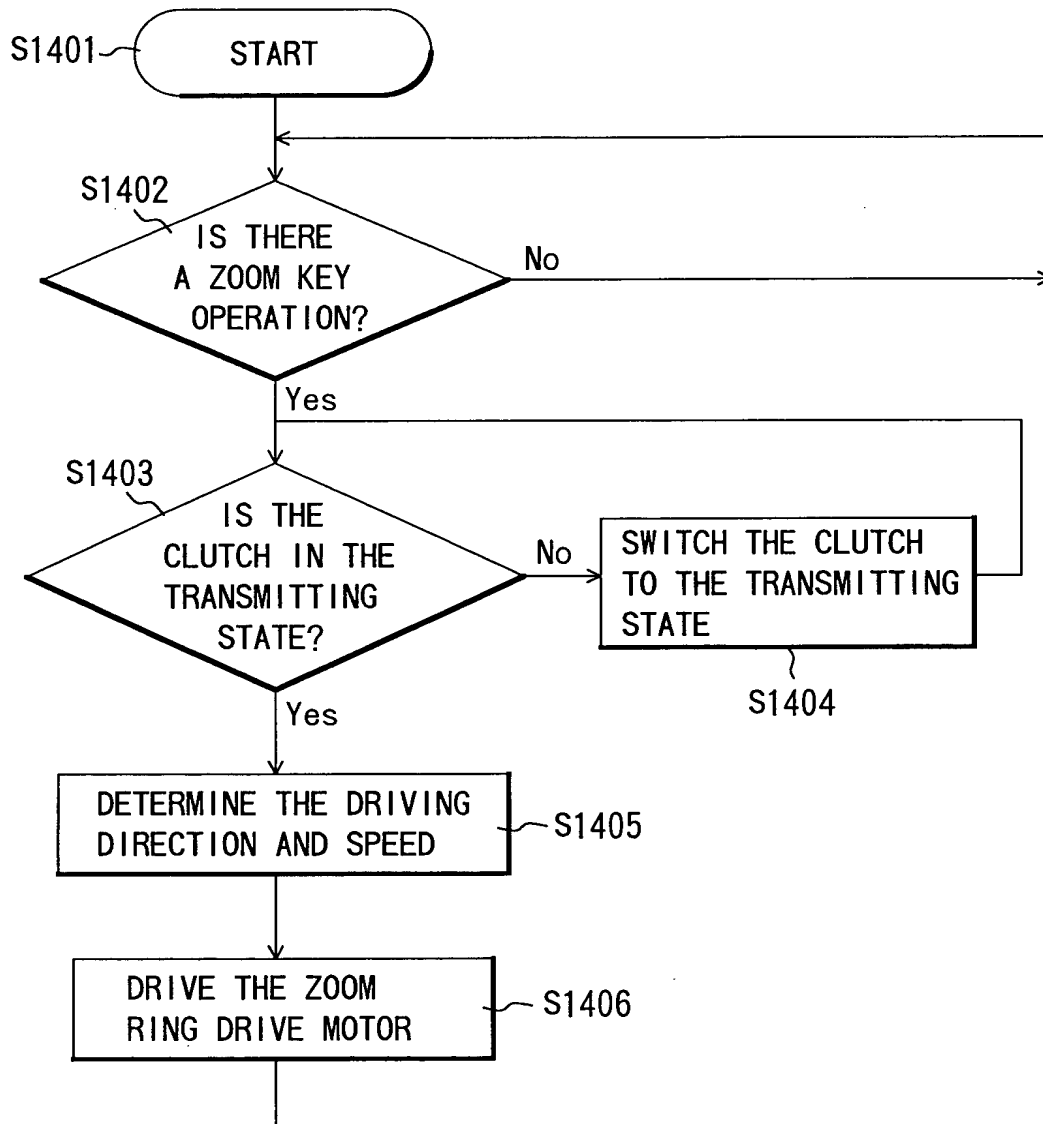 S1401
START
S1402
IS THERE
A ZOOM KEY
OPERATION?
No
Yes
S1403
IS THE
CLUTCH IN THE
TRANSMITTING
STATE?
No
SWITCH THE CLUTCH
TO THE TRANSMITTING
STATE
S1404
Yes
DETERMINE THE DRIVING
DIRECTION AND SPEED
S1405
DRIVE THE ZOOM
RING DRIVE MOTOR
S1406